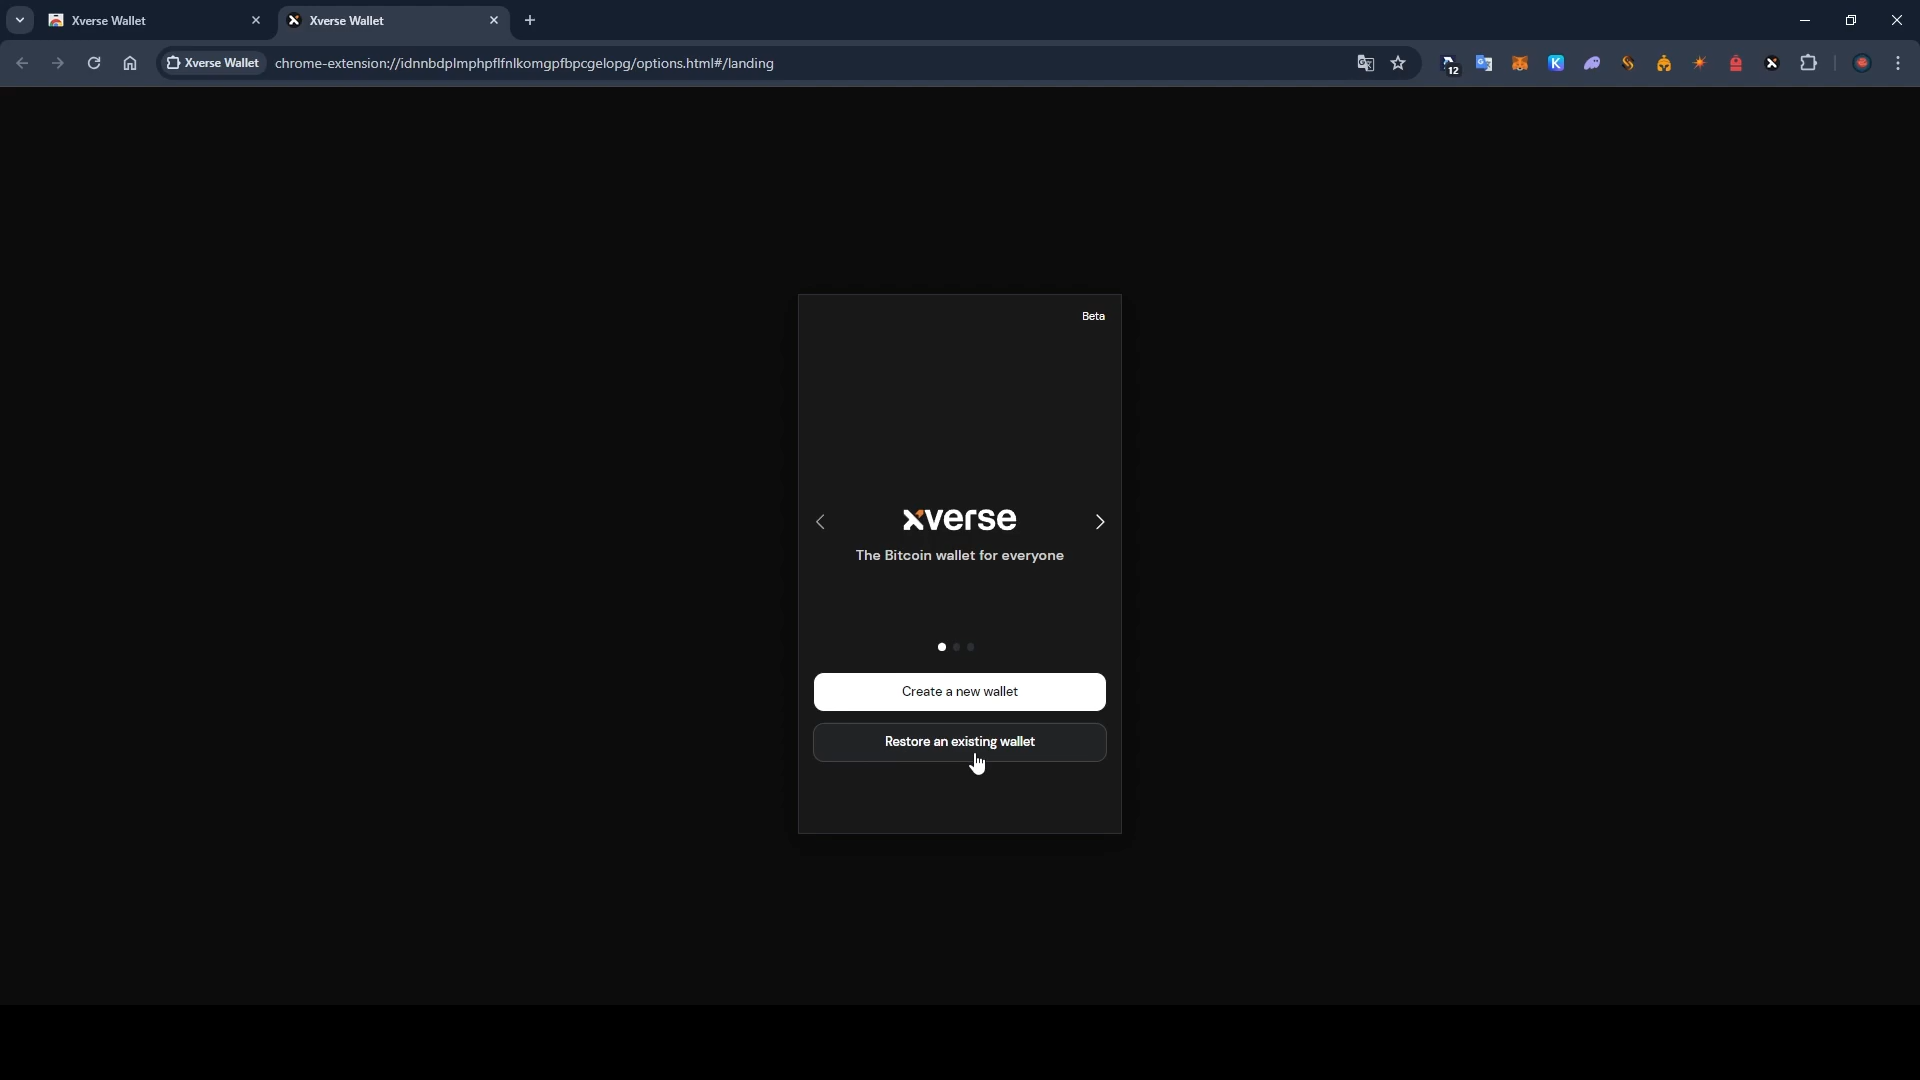 Xverse Wallet
Xverse Wallet
Xverse Wallet
chrome-extension://idnnbdplmphpflfnlkomgpfbpcgelopg/options.html#/landing
12
Beta
xverse
The Bitcoin wallet for everyone
Create a new wallet
Restore an existing wallet